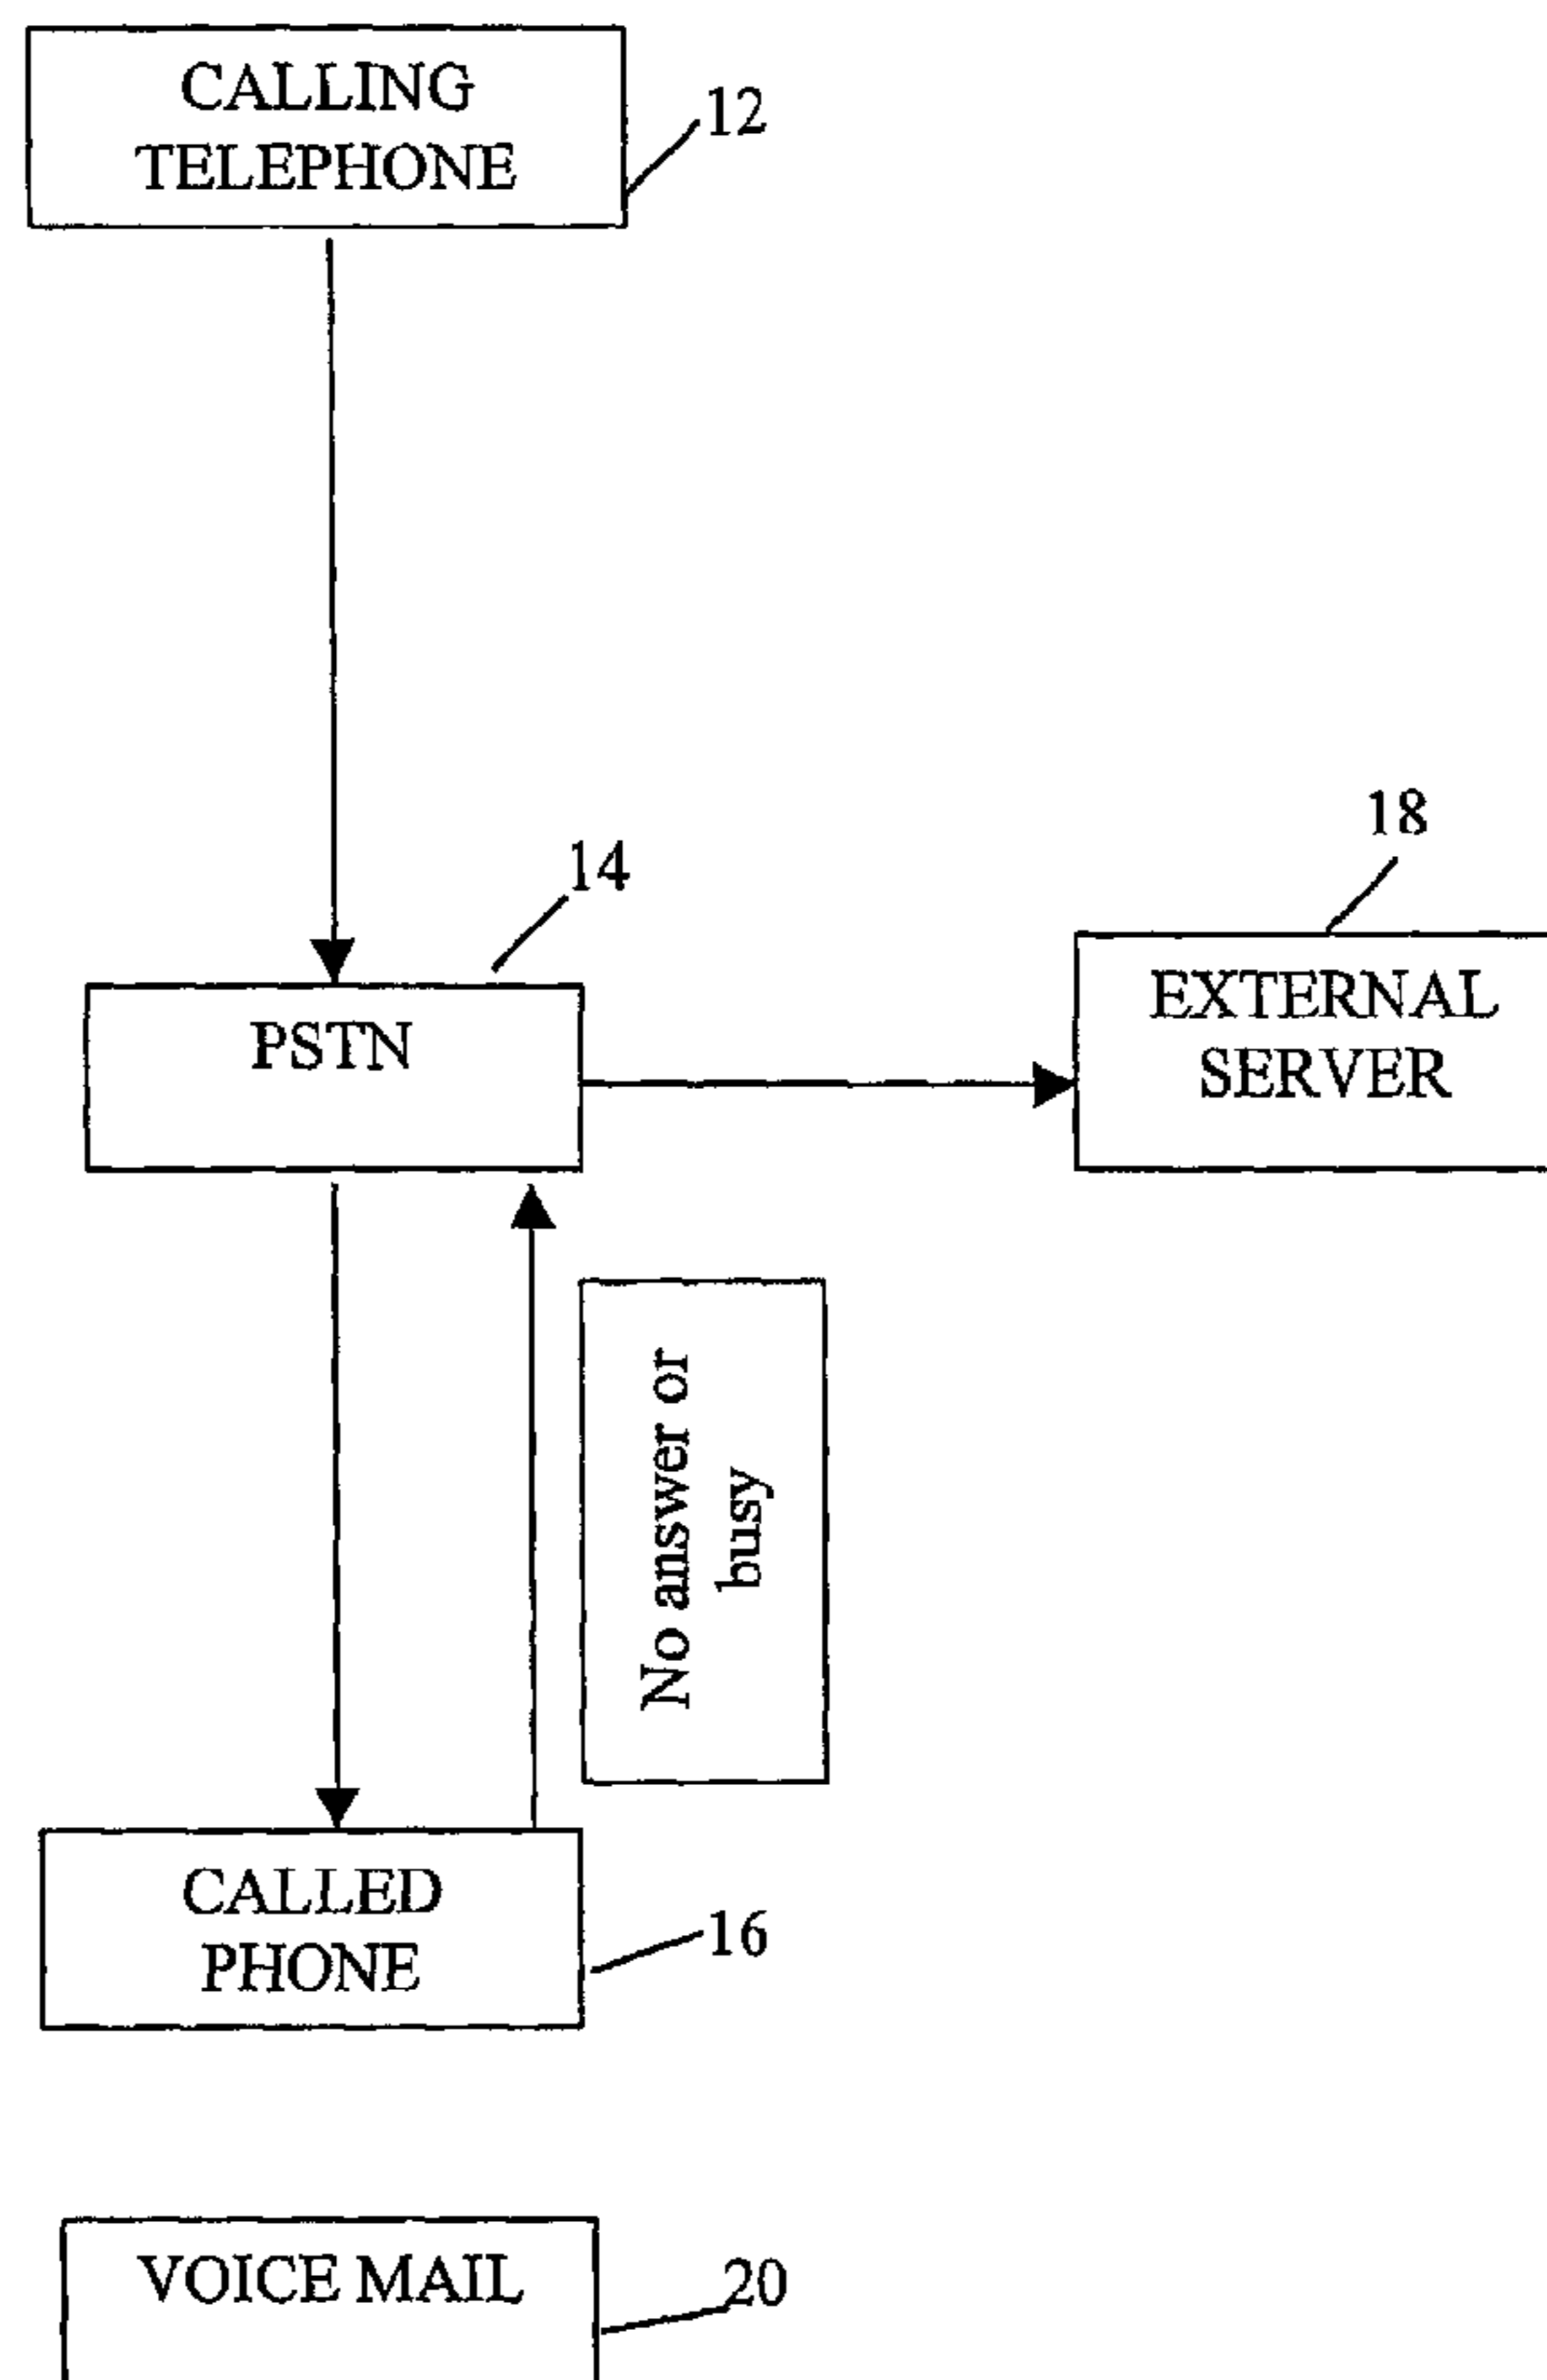 CALLING
TELEPHONE
12
14
PSTN
18
EXTERNAL
SERVER
No answer or
busy
CALLED
PHONE
16
VOICE MAIL
20